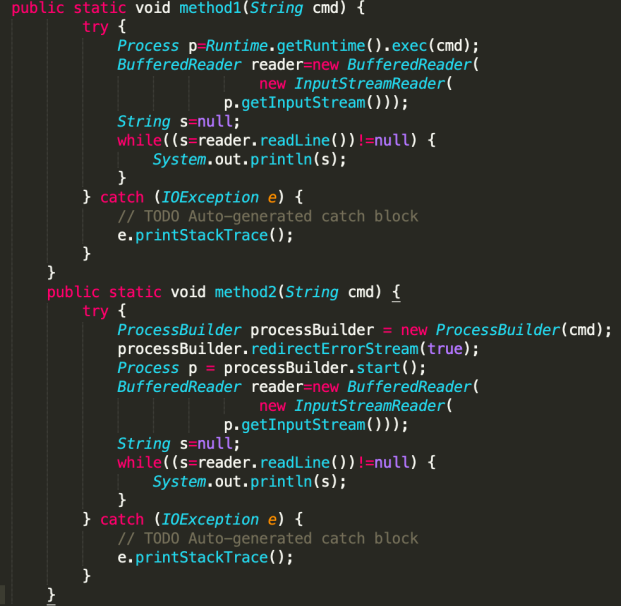 public static void method1(String cmd) {
try {
Process p=Runtime.getRuntime().exec(cmd);
BufferedReader reader=new BufferedReader(
new InputStreamReader(
p.getInputStream()));
String s=null;
while((s=reader.readLine())!=null) {
System.out.println(s);
}
} catch (IOException e) {
// TODO Auto-generated catch block
e.printStackTrace();
}
}
public static void method2(String cmd) {
try {
ProcessBuilder processBuilder = new ProcessBuilder(cmd);
processBuilder.redirectErrorStream(true);
Process p = processBuilder.start();
BufferedReader reader=new BufferedReader(
new InputStreamReader(
p.getInputStream()));
String s=null;
while((s=reader.readLine())!=null) {
System.out.println(s);
}
} catch (IOException e) {
// TODO Auto-generated catch block
e.printStackTrace();
}
}